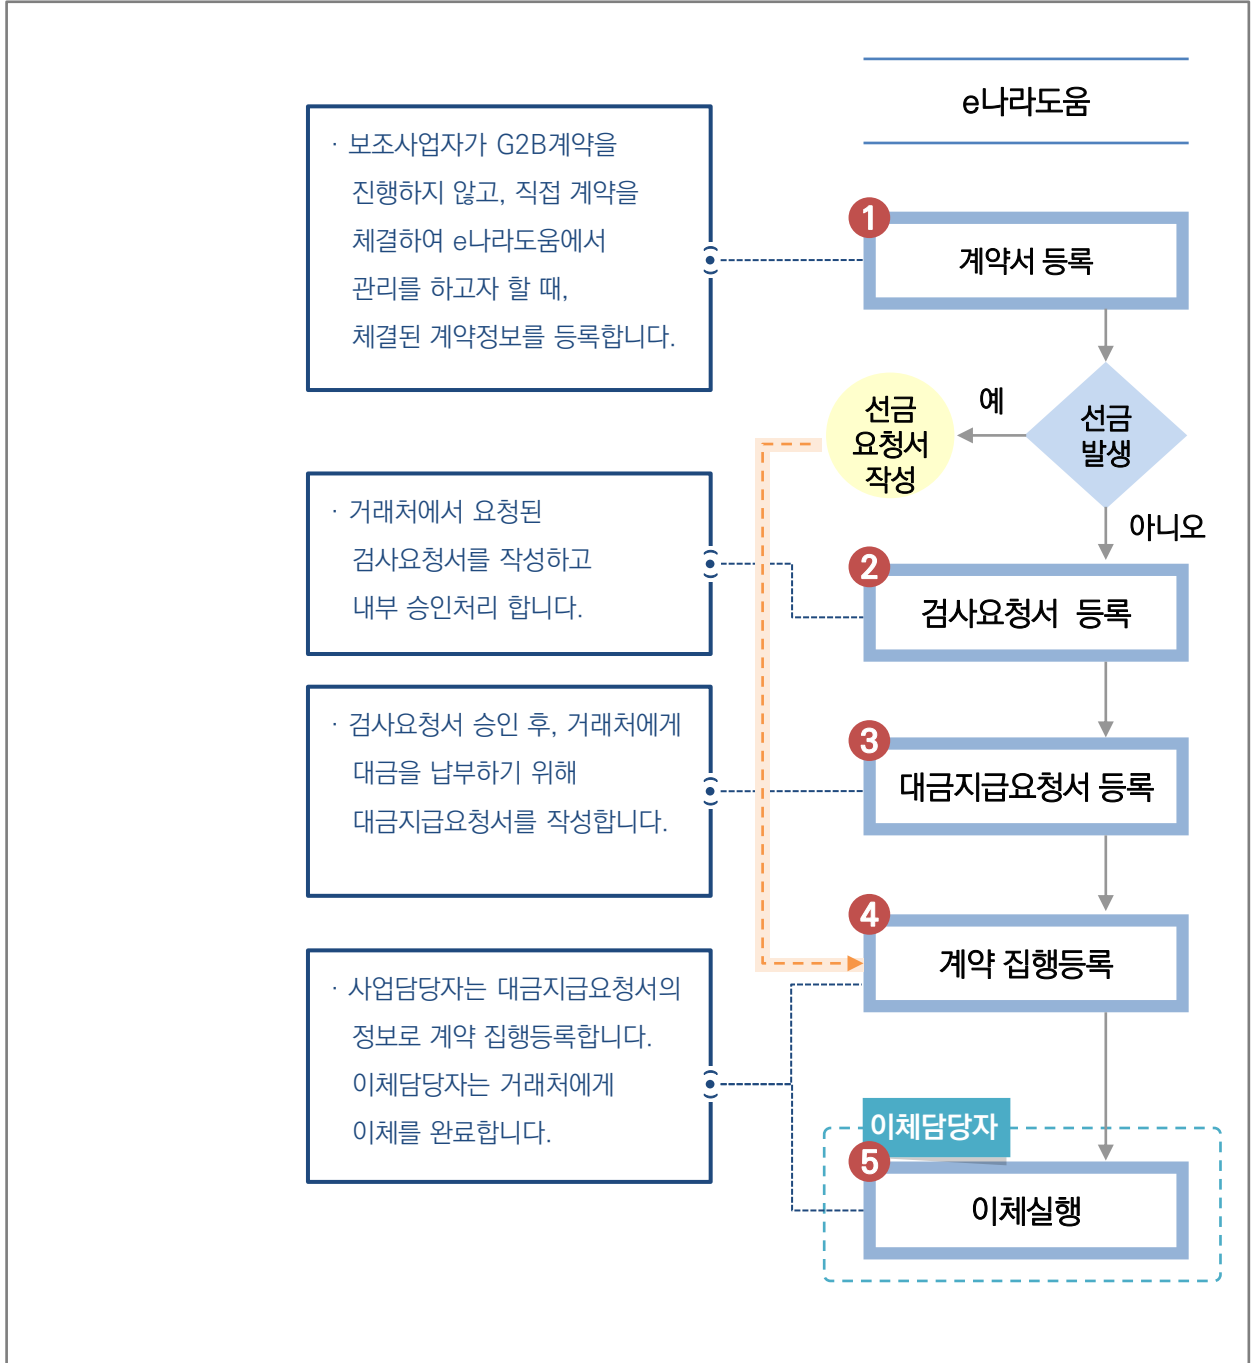 e나라도움
· 보조사업자가 G2B계약을
진행하지 않고, 직접 계약을
체결하여 e나라도움에서
관리를 하고자 할 때,
체결된 계약정보를 등록합니다.
1
계약서 등록
선금
발생
예
선금
요청서
작성
아니오
· 거래처에서 요청된
검사요청서를 작성하고
내부 승인처리 합니다.
2
검사요청서 등록
· 검사요청서 승인 후, 거래처에게
대금을 납부하기 위해
대금지급요청서를 작성합니다.
3
대금지급요청서 등록
4
계약 집행등록
· 사업담당자는 대금지급요청서의
정보로 계약 집행등록합니다.
이체담당자는 거래처에게
이체를 완료합니다.
이체담당자
5
이체실행